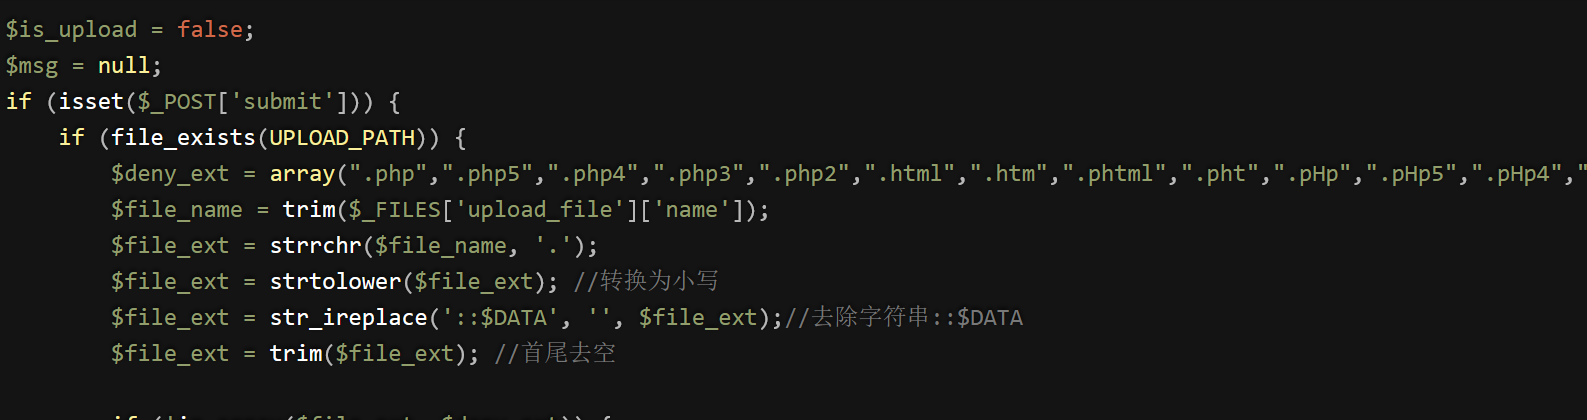 $is_upload = false;
$msg = null;
if (isset($_POST['submit'])) {
    if (file_exists(UPLOAD_PATH)) {
        $deny_ext = array(".php",".php5",".php4",".php3",".php2",".html",".htm",".phtml",".pht",".pHp",".pHp5",".pHp4","
        $file_name = trim($_FILES['upload_file']['name']);
        $file_ext = strrchr($file_name, '.');
        $file_ext = strtolower($file_ext); //转换为小写
        $file_ext = str_ireplace('::$DATA', '', $file_ext);//去除字符串::$DATA
        $file_ext = trim($file_ext); //首尾去空